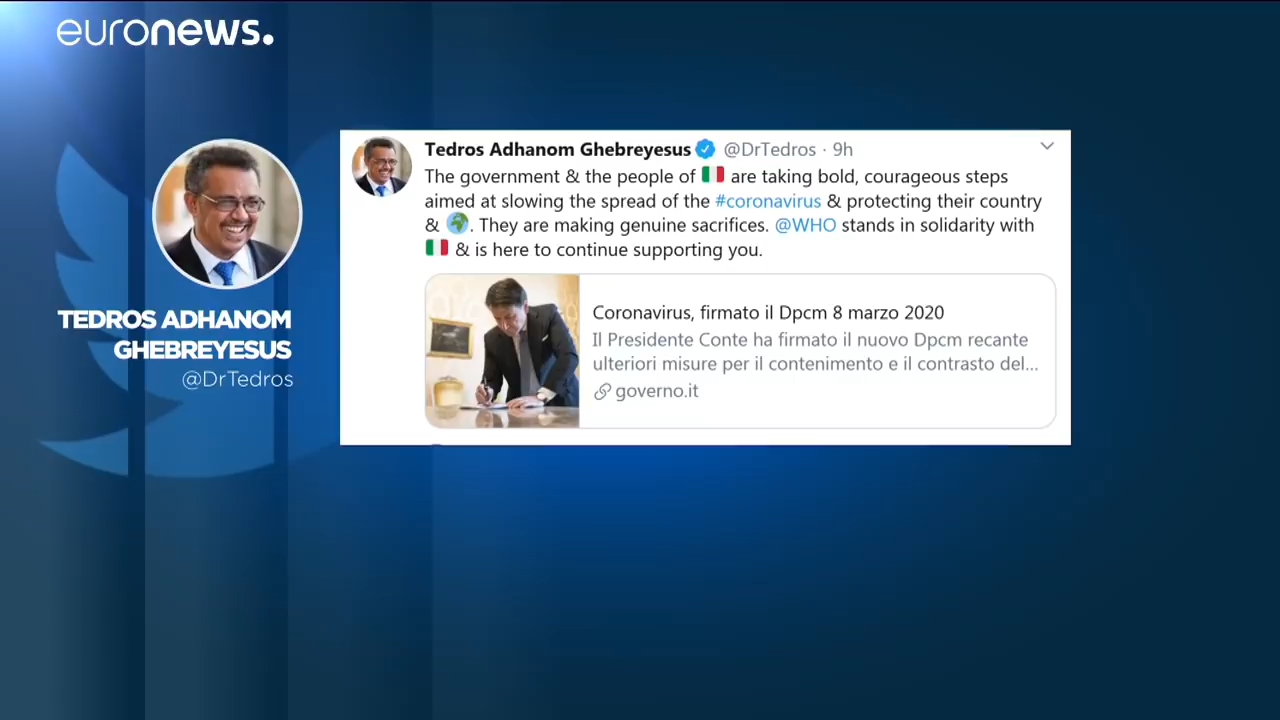 euronews.
TEDROS ADHANOM
GHEBREYESUS
@DrTedros
Tedros Adhanom Ghebreyesus @DrTedros · 9h
The government & the people of 🇮🇹 are taking bold, courageous steps
aimed at slowing the spread of the #coronavirus & protecting their country
& 🌍. They are making genuine sacrifices. @WHO stands in solidarity with
🇮🇹 & is here to continue supporting you.
Coronavirus, firmato il Dpcm 8 marzo 2020
Il Presidente Conte ha firmato il nuovo Dpcm recante
ulteriori misure per il contenimento e il contrasto del...
governo.it